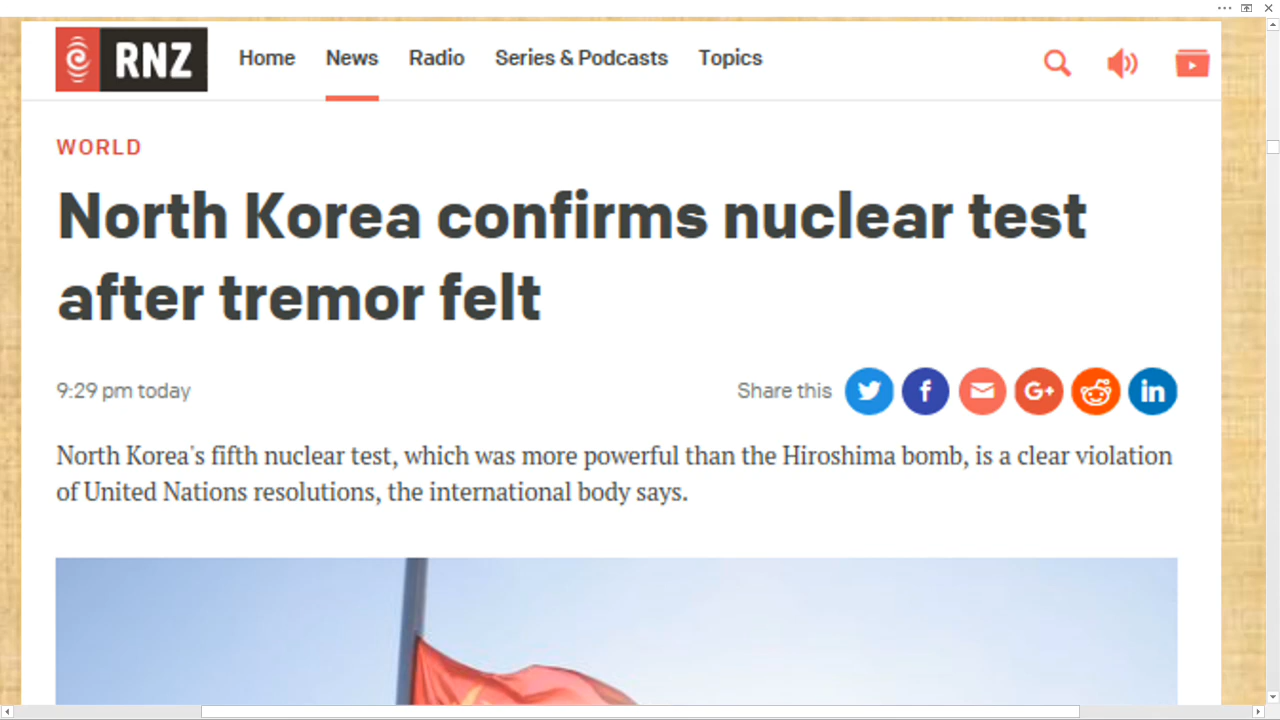 RNZ Home News Radio Series & Podcasts Topics
WORLD
North Korea confirms nuclear test
after tremor felt
9:29 pm today Share this
North Korea's fifth nuclear test, which was more powerful than the Hiroshima bomb, is a clear violation
of United Nations resolutions, the international body says.